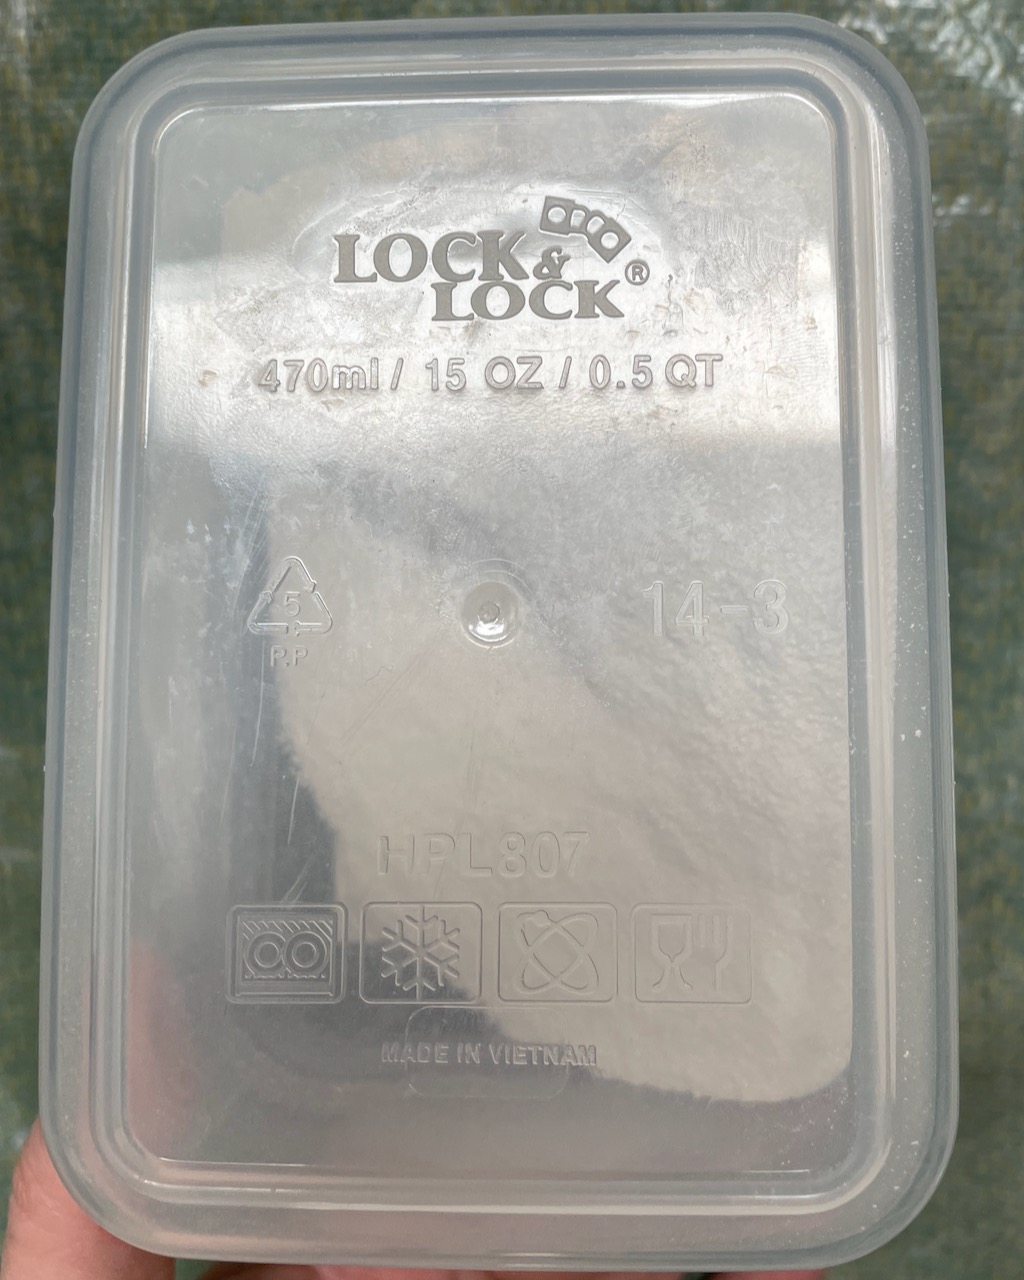 LOCK &
LOCK ®
470ml / 15 OZ / 0.5 QT
5
P.P
14-3
HPL807
MADE IN VIETNAM